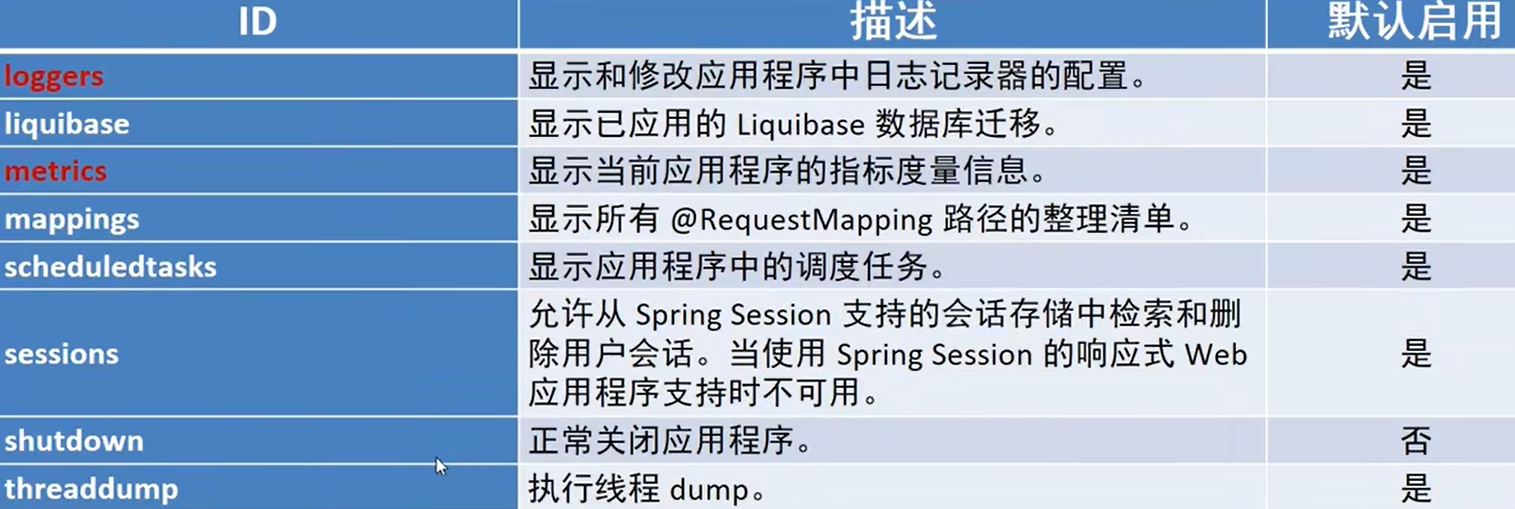 ID 描述 默认启用
loggers 显示和修改应用程序中日志记录器的配置。 是
liquibase 显示已应用的 Liquibase 数据库迁移。 是
metrics 显示当前应用程序的指标度量信息。 是
mappings 显示所有 @RequestMapping 路径的整理清单。 是
scheduledtasks 显示应用程序中的调度任务。 是
sessions 允许从 Spring Session 支持的会话存储中检索和删
除用户会话。当使用 Spring Session 的响应式 Web
应用程序支持时不可用。 是
shutdown 正常关闭应用程序。 否
threaddump 执行线程 dump。 是